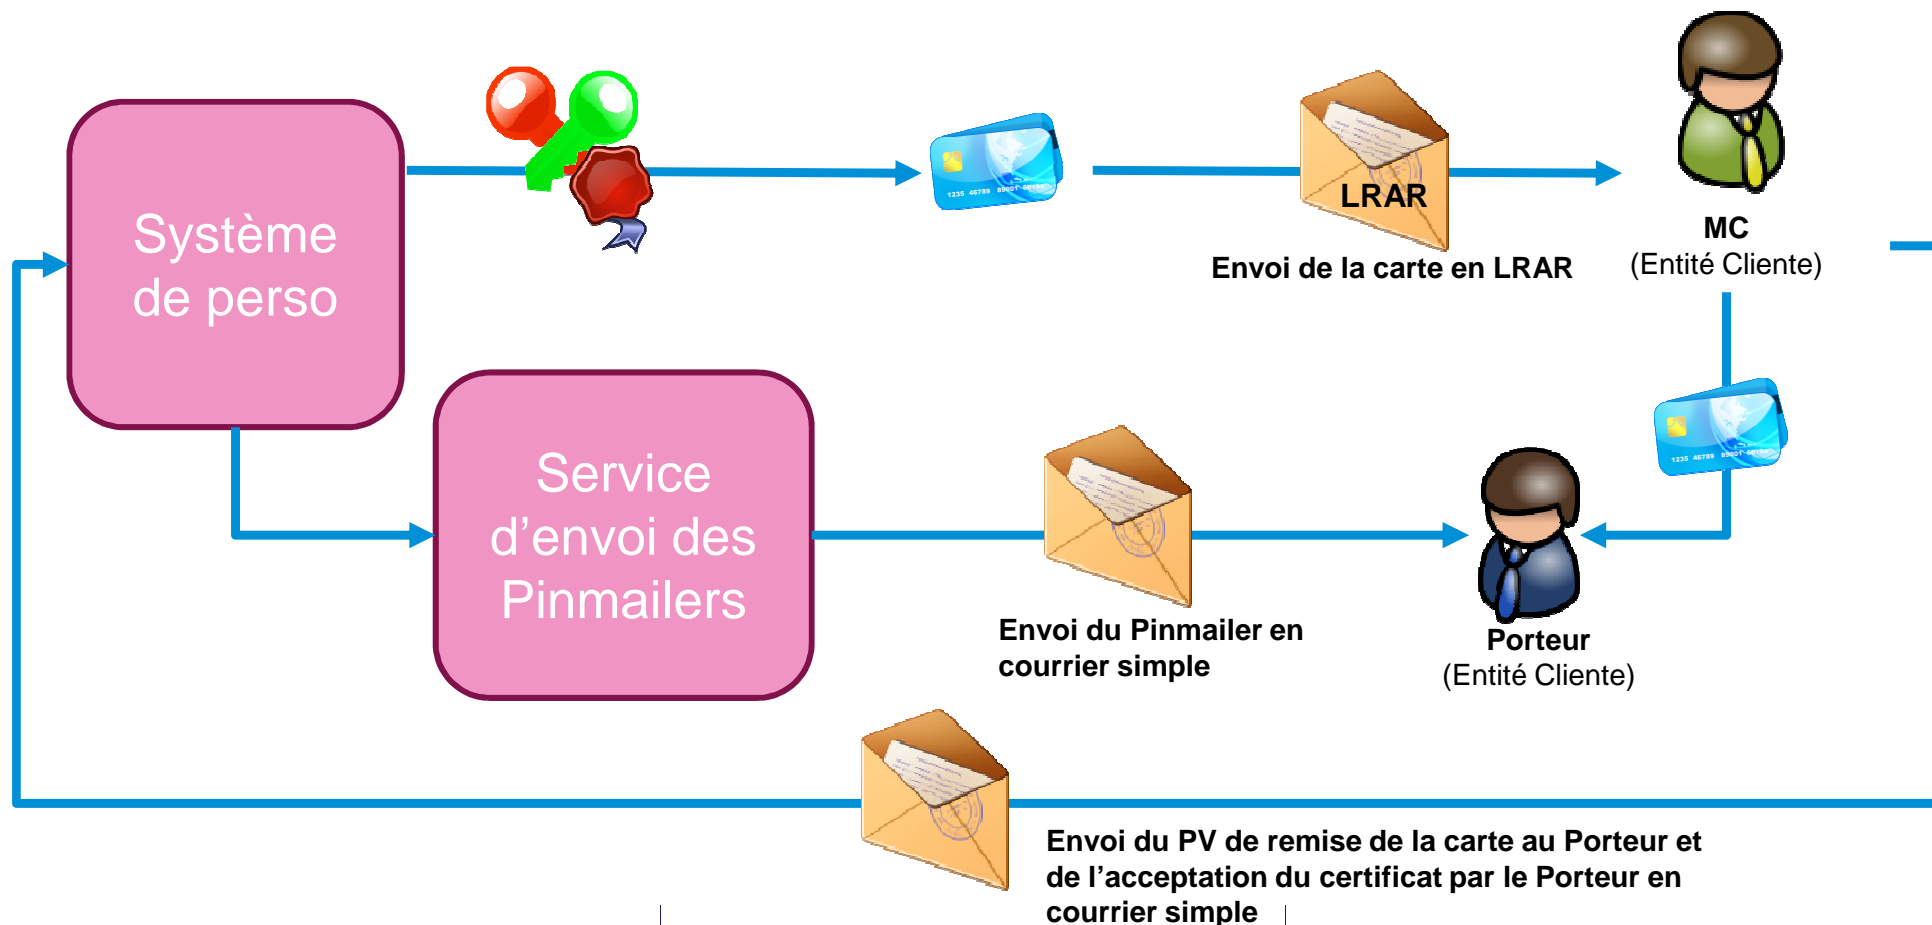 Système
de perso
LRAR
Envoi de la carte en LRAR
MC
(Entité Cliente)
Service
d’envoi des
Pinmailers
Envoi du Pinmailer en
courrier simple
Porteur
(Entité Cliente)
Envoi du PV de remise de la carte au Porteur et
de l’acceptation du certificat par le Porteur en
courrier simple